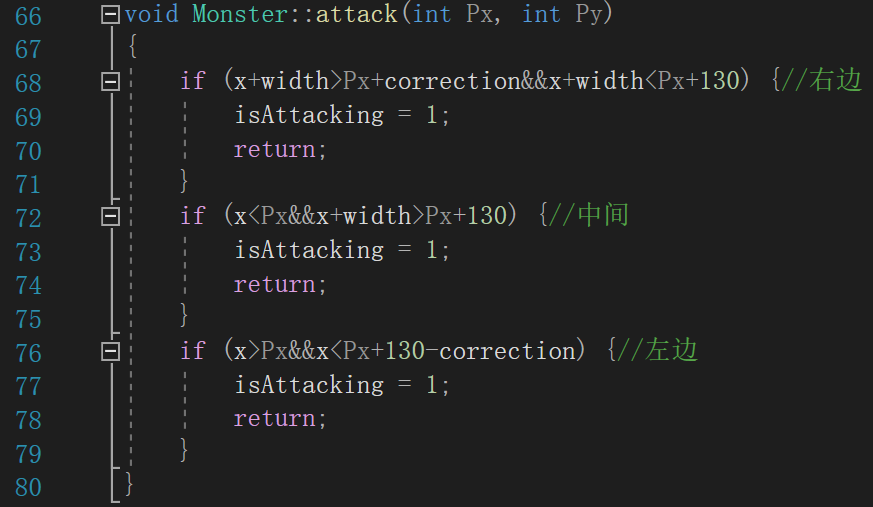 66 void Monster::attack(int Px, int Py)
67 {
68 if (x+width>Px+correction&&x+width<Px+130) {//右边
69 isAttacking = 1;
70 return;
71 }
72 if (x<Px&&x+width>Px+130) {//中间
73 isAttacking = 1;
74 return;
75 }
76 if (x>Px&&x<Px+130-correction) {//左边
77 isAttacking = 1;
78 return;
79 }
80 }